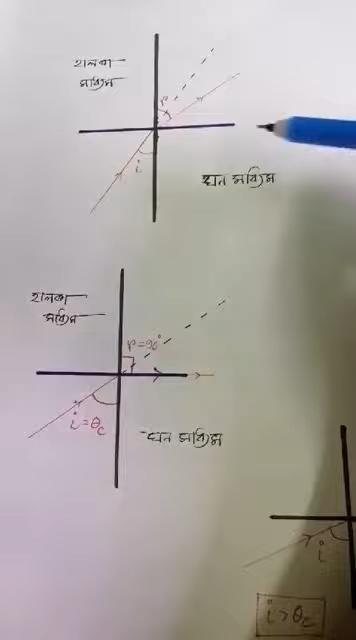 হালকা
মাধ্যম
r
i
ঘন মাধ্যম
হালকা
মাধ্যম
r=90°
i=θc
ঘন মাধ্যম
i
i>θc